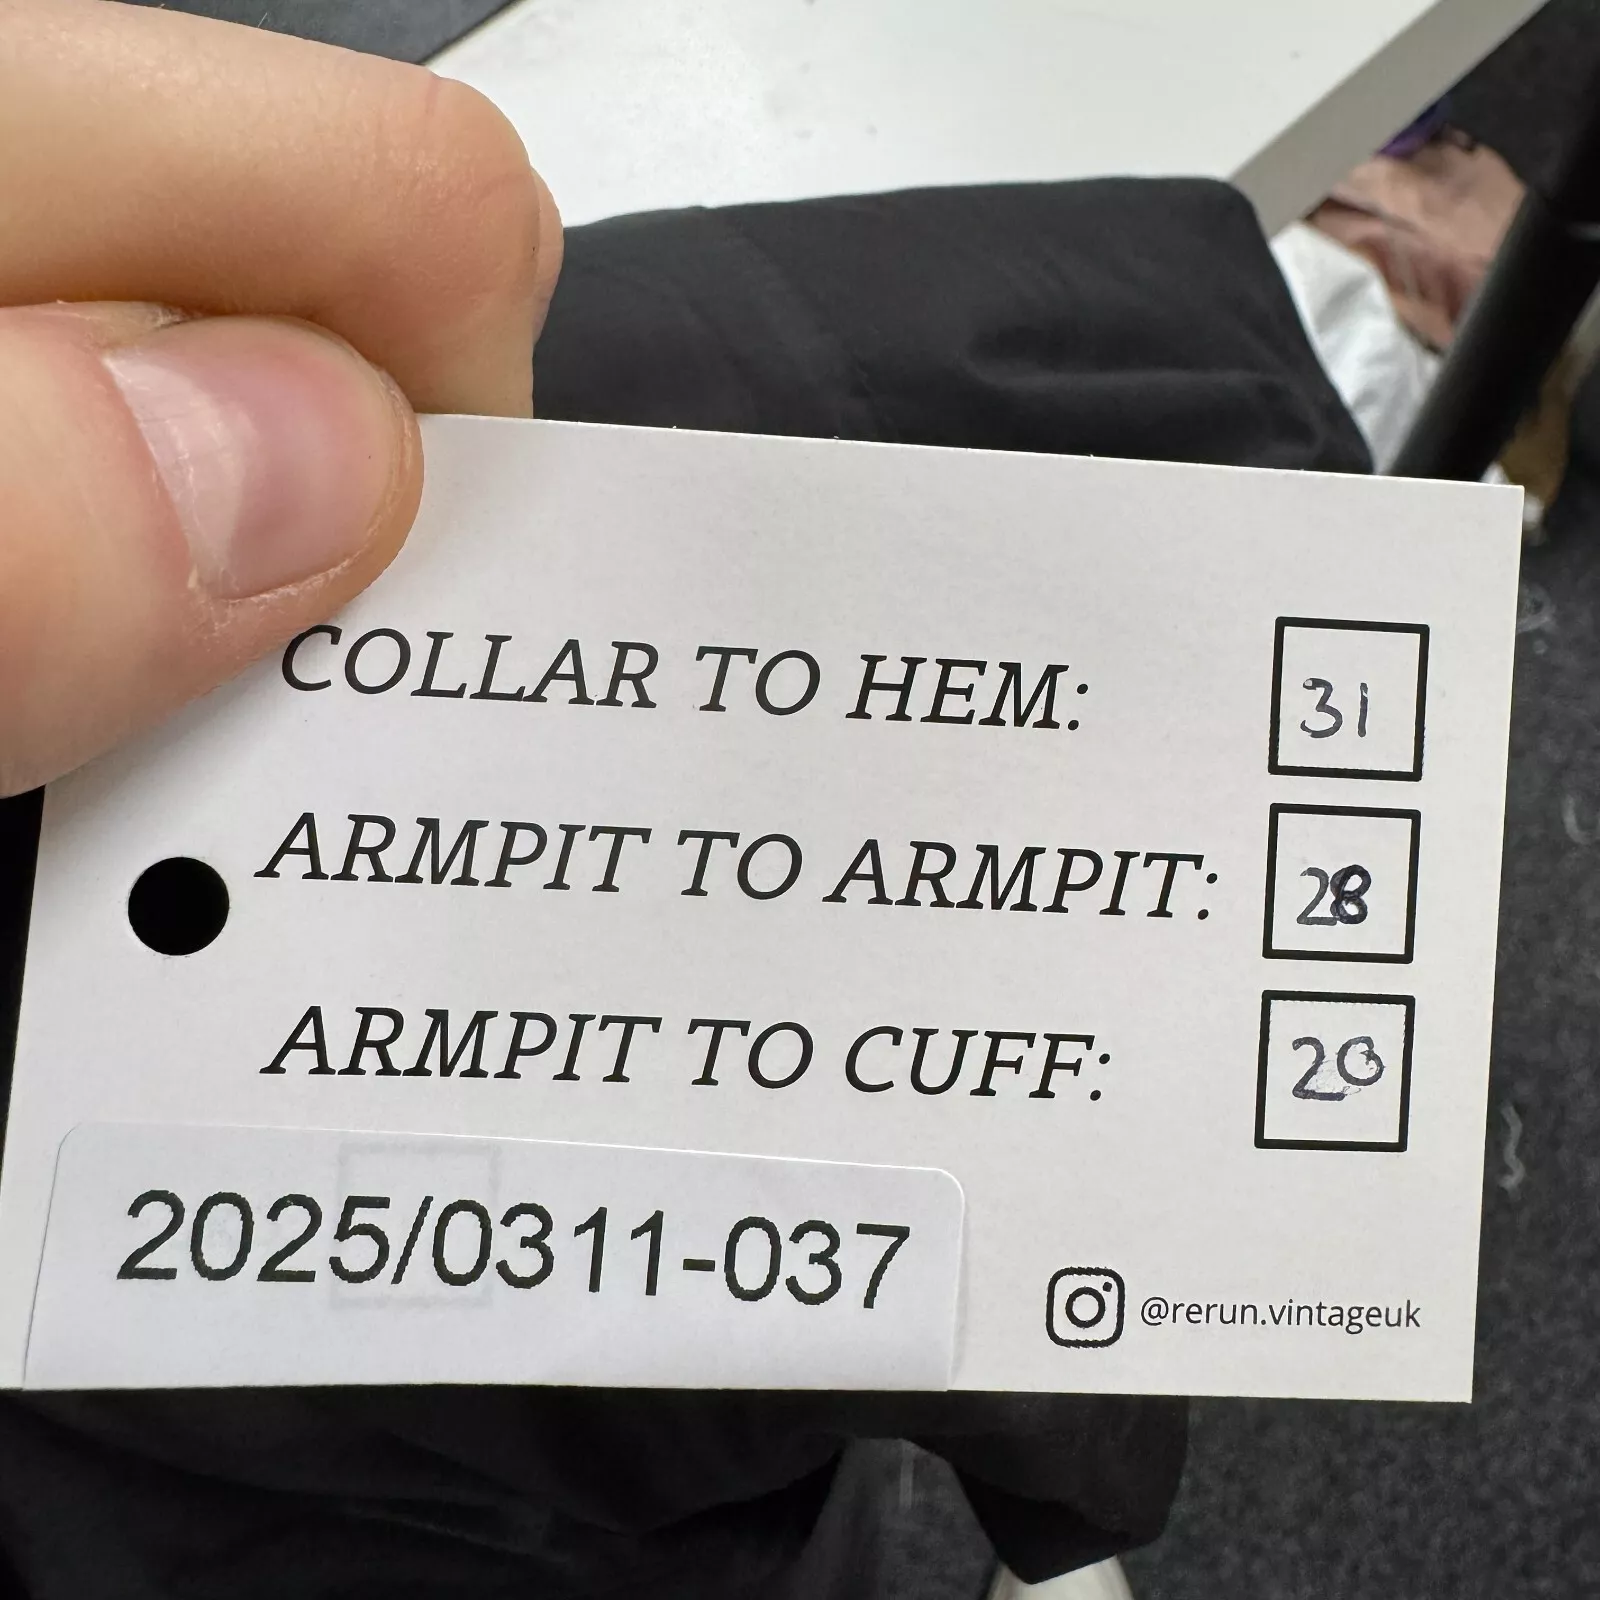 COLLAR TO HEM: 31
ARMPIT TO ARMPIT: 28
ARMPIT TO CUFF: 20
2025/0311-037
@rerun.vintageuk